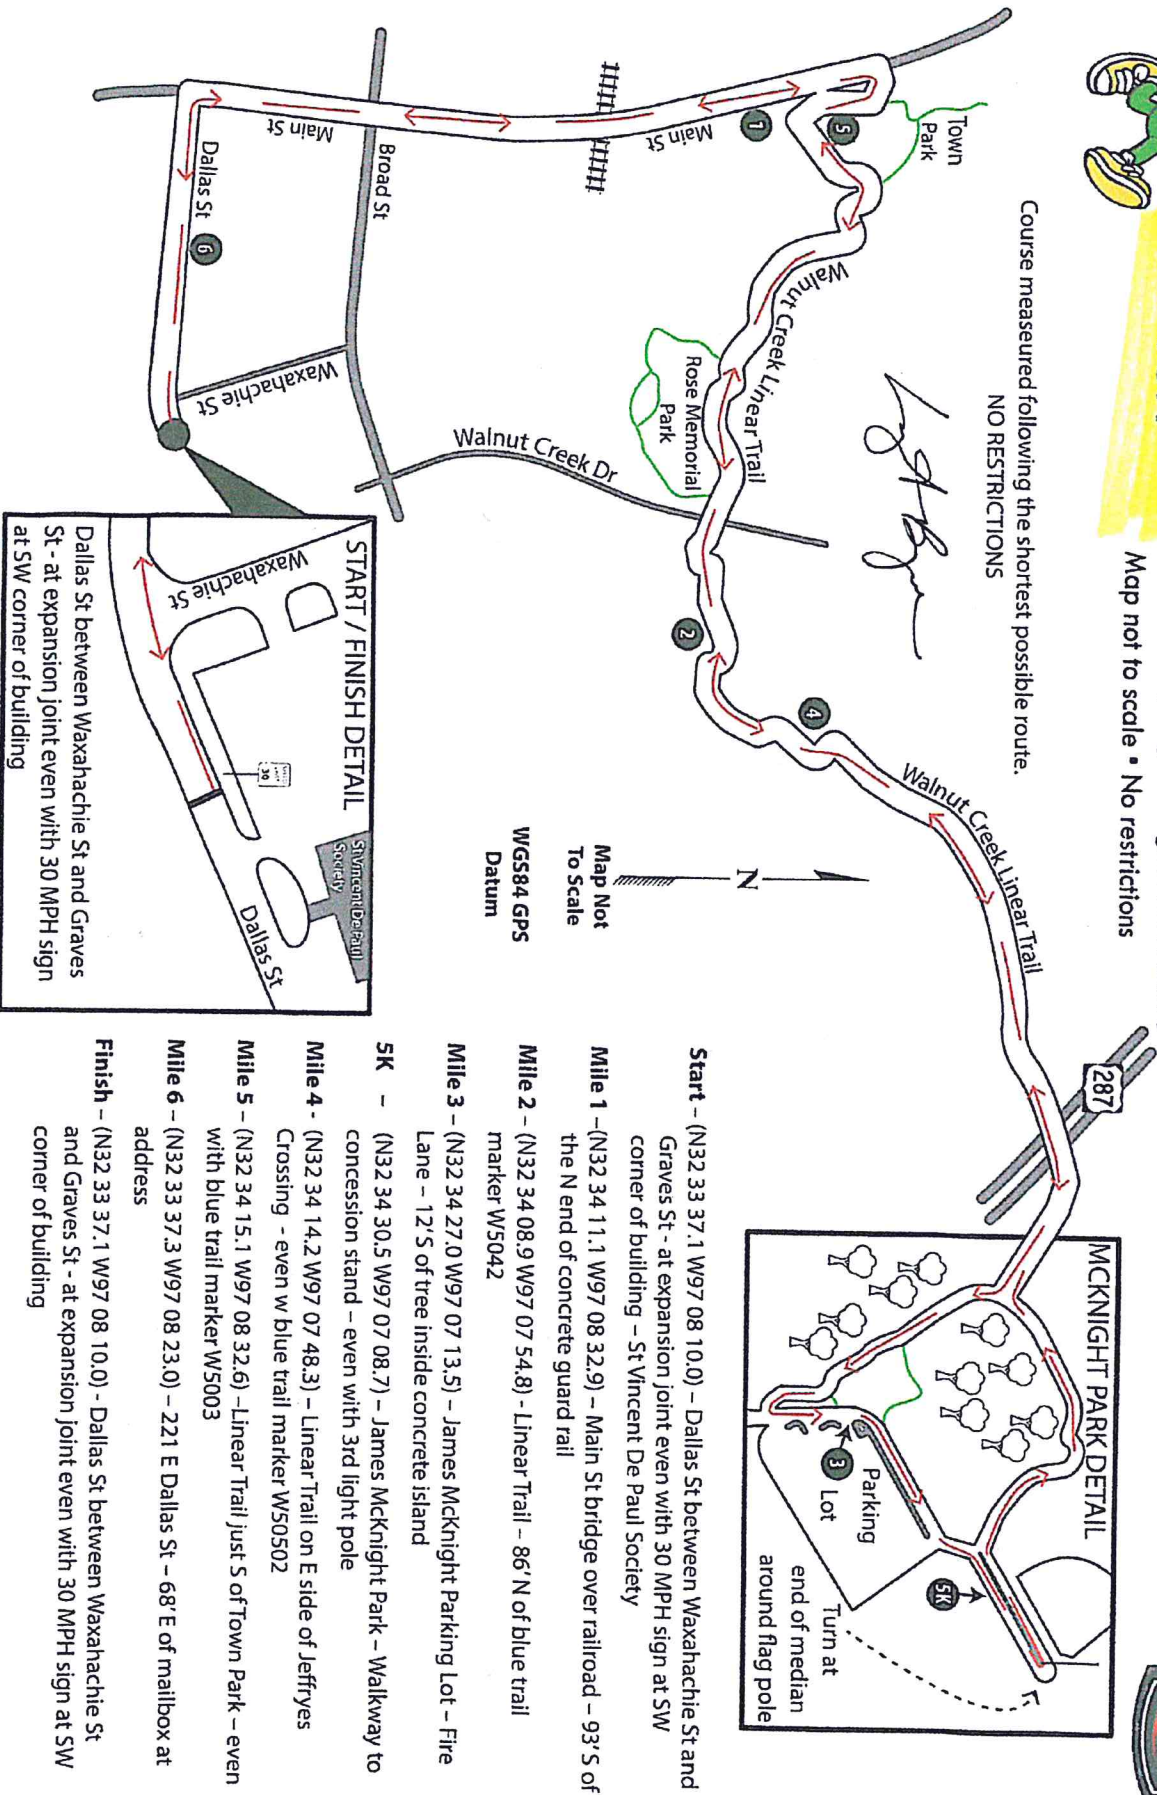 Map not to scale • No restrictions
Course measeured following the shortest possible route.
NO RESTRICTIONS
Town
Park
5
1
Main St
Main St
Broad St
Dallas St
6
Waxahachie St
Walnut Creek Linear Trail
Rose Memorial
Park
Walnut Creek Dr
2
4
Walnut Creek Linear Trail
287
N
Map Not
To Scale
WGS84 GPS
Datum
MCKNIGHT PARK DETAIL
Parking
Lot
3
5K
Turn at
end of median
around flag pole
START / FINISH DETAIL
Waxahachie St
30
St Vincent De Paul
Society
Dallas St
Dallas St between Waxahachie St and Graves
St - at expansion joint even with 30 MPH sign
at SW corner of building
Start – (N32 33 37.1 W97 08 10.0) – Dallas St between Waxahachie St and
Graves St - at expansion joint even with 30 MPH sign at SW
corner of building – St Vincent De Paul Society
Mile 1 –(N32 34 11.1 W97 08 32.9) – Main St bridge over railroad – 93'S of
the N end of concrete guard rail
Mile 2 – (N32 34 08.9 W97 07 54.8) - Linear Trail – 86' N of blue trail
marker W5042
Mile 3 – (N32 34 27.0 W97 07 13.5) – James McKnight Parking Lot – Fire
Lane – 12'S of tree inside concrete island
5K – (N32 34 30.5 W97 07 08.7) – James McKnight Park – Walkway to
concession stand – even with 3rd light pole
Mile 4 - (N32 34 14.2 W97 07 48.3) – Linear Trail on E side of Jeffryes
Crossing - even w blue trail marker W50502
Mile 5 – (N32 34 15.1 W97 08 32.6) –Linear Trail just S of Town Park – even
with blue trail marker W5003
Mile 6 – (N32 33 37.3 W97 08 23.0) – 221 E Dallas St – 68' E of mailbox at
address
Finish – (N32 33 37.1 W97 08 10.0) - Dallas St between Waxahachie St
and Graves St - at expansion joint even with 30 MPH sign at SW
corner of building